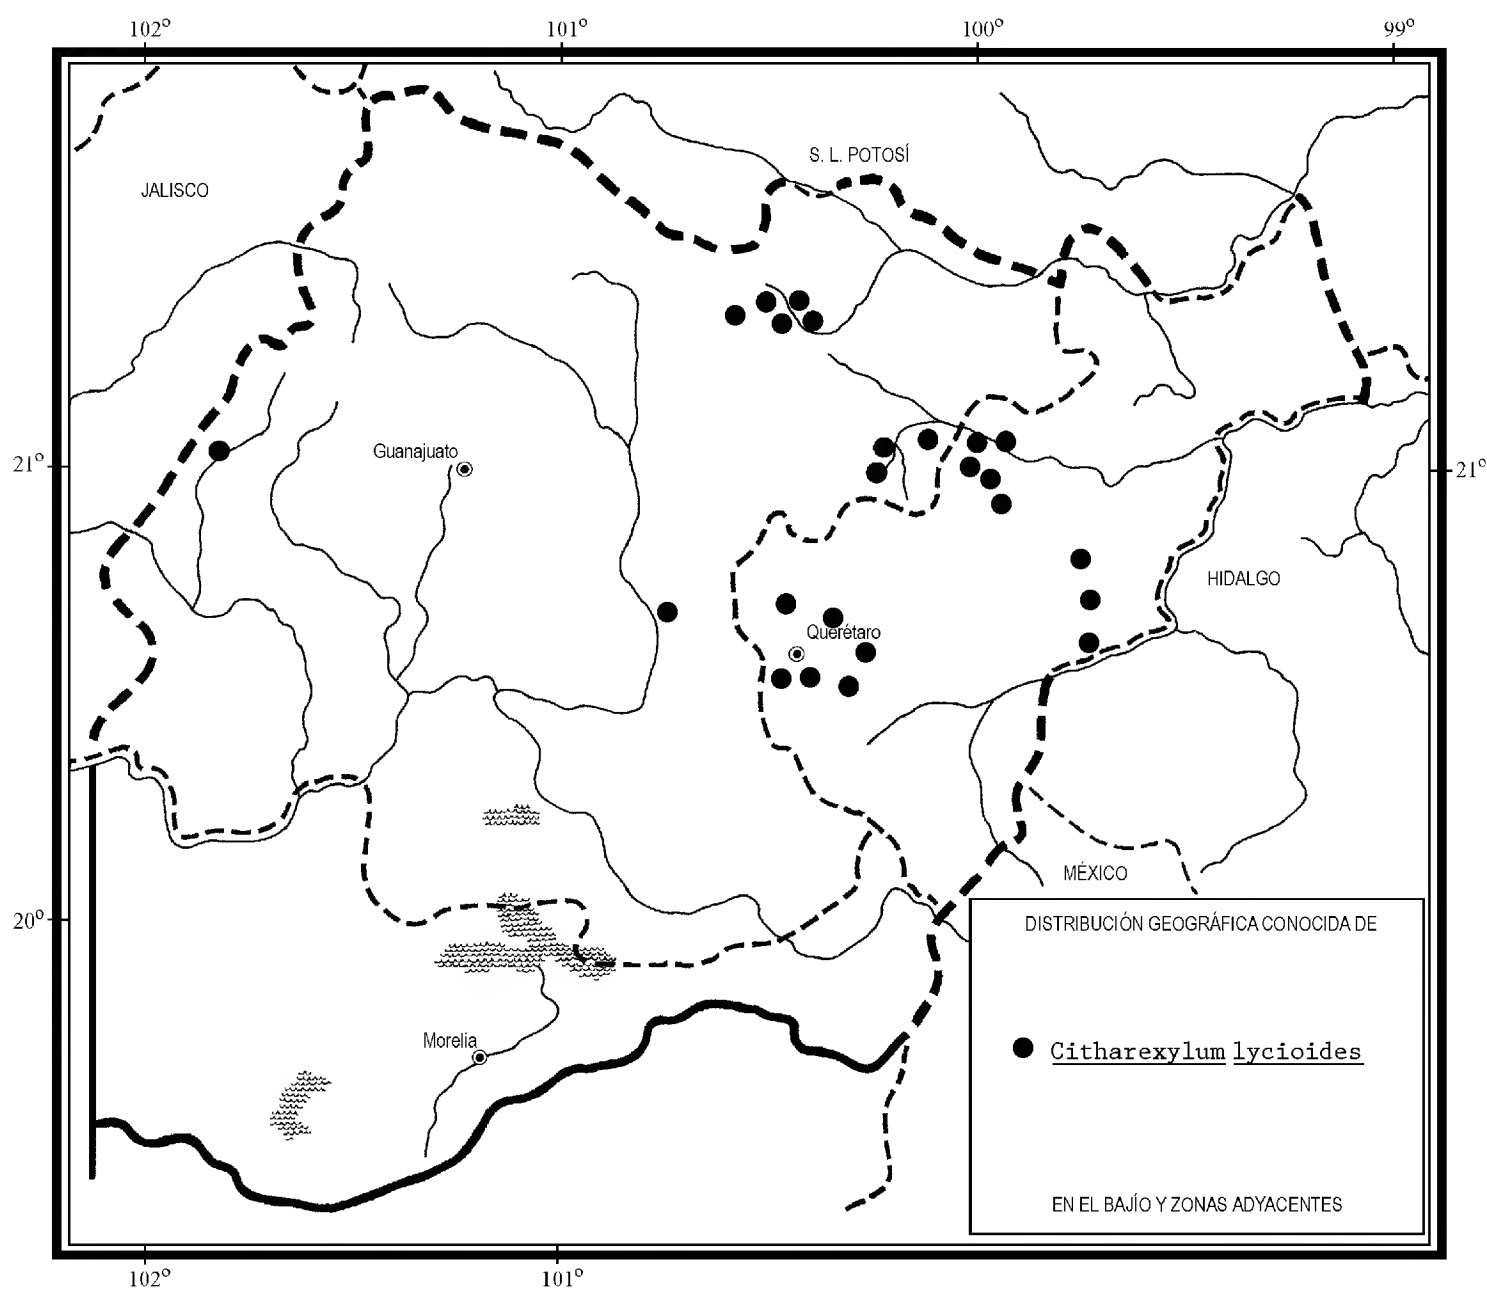 102° 101° 100° 99°
S. L. POTOSÍ
JALISCO
Guanajuato
21° 21°
HIDALGO
Querétaro
MÉXICO
20°
DISTRIBUCIÓN GEOGRÁFICA CONOCIDA DE
Morelia
Citharexylum lycioides
EN EL BAJÍO Y ZONAS ADYACENTES
102° 101°